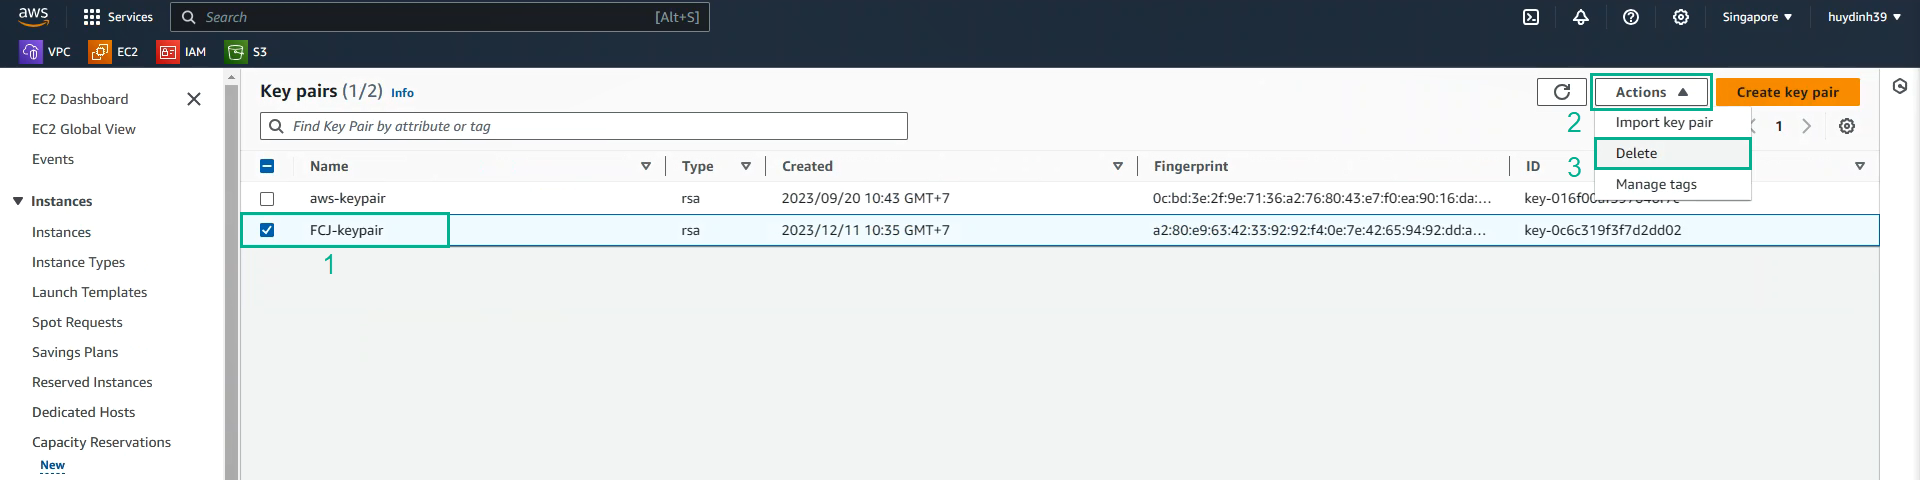 aws
Services
Search
[Alt+S]
Singapore
huydinh39
VPC
EC2
IAM
S3
EC2 Dashboard
EC2 Global View
Events
Instances
Instances
Instance Types
Launch Templates
Spot Requests
Savings Plans
Reserved Instances
Dedicated Hosts
Capacity Reservations
New
Key pairs (1/2) Info
Actions
Create key pair
Find Key Pair by attribute or tag
2
Import key pair
1
3
Delete
Manage tags
Name
Type
Created
Fingerprint
ID
aws-keypair
rsa
2023/09/20 10:43 GMT+7
0c:bd:3e:2f:9e:71:36:a2:76:80:43:e7:f0:ea:90:16:da:...
FCJ-keypair
rsa
2023/12/11 10:35 GMT+7
a2:80:e9:63:42:33:92:92:f4:0e:7e:42:65:94:92:dd:a...
key-0c6c319f3f7d2dd02
1